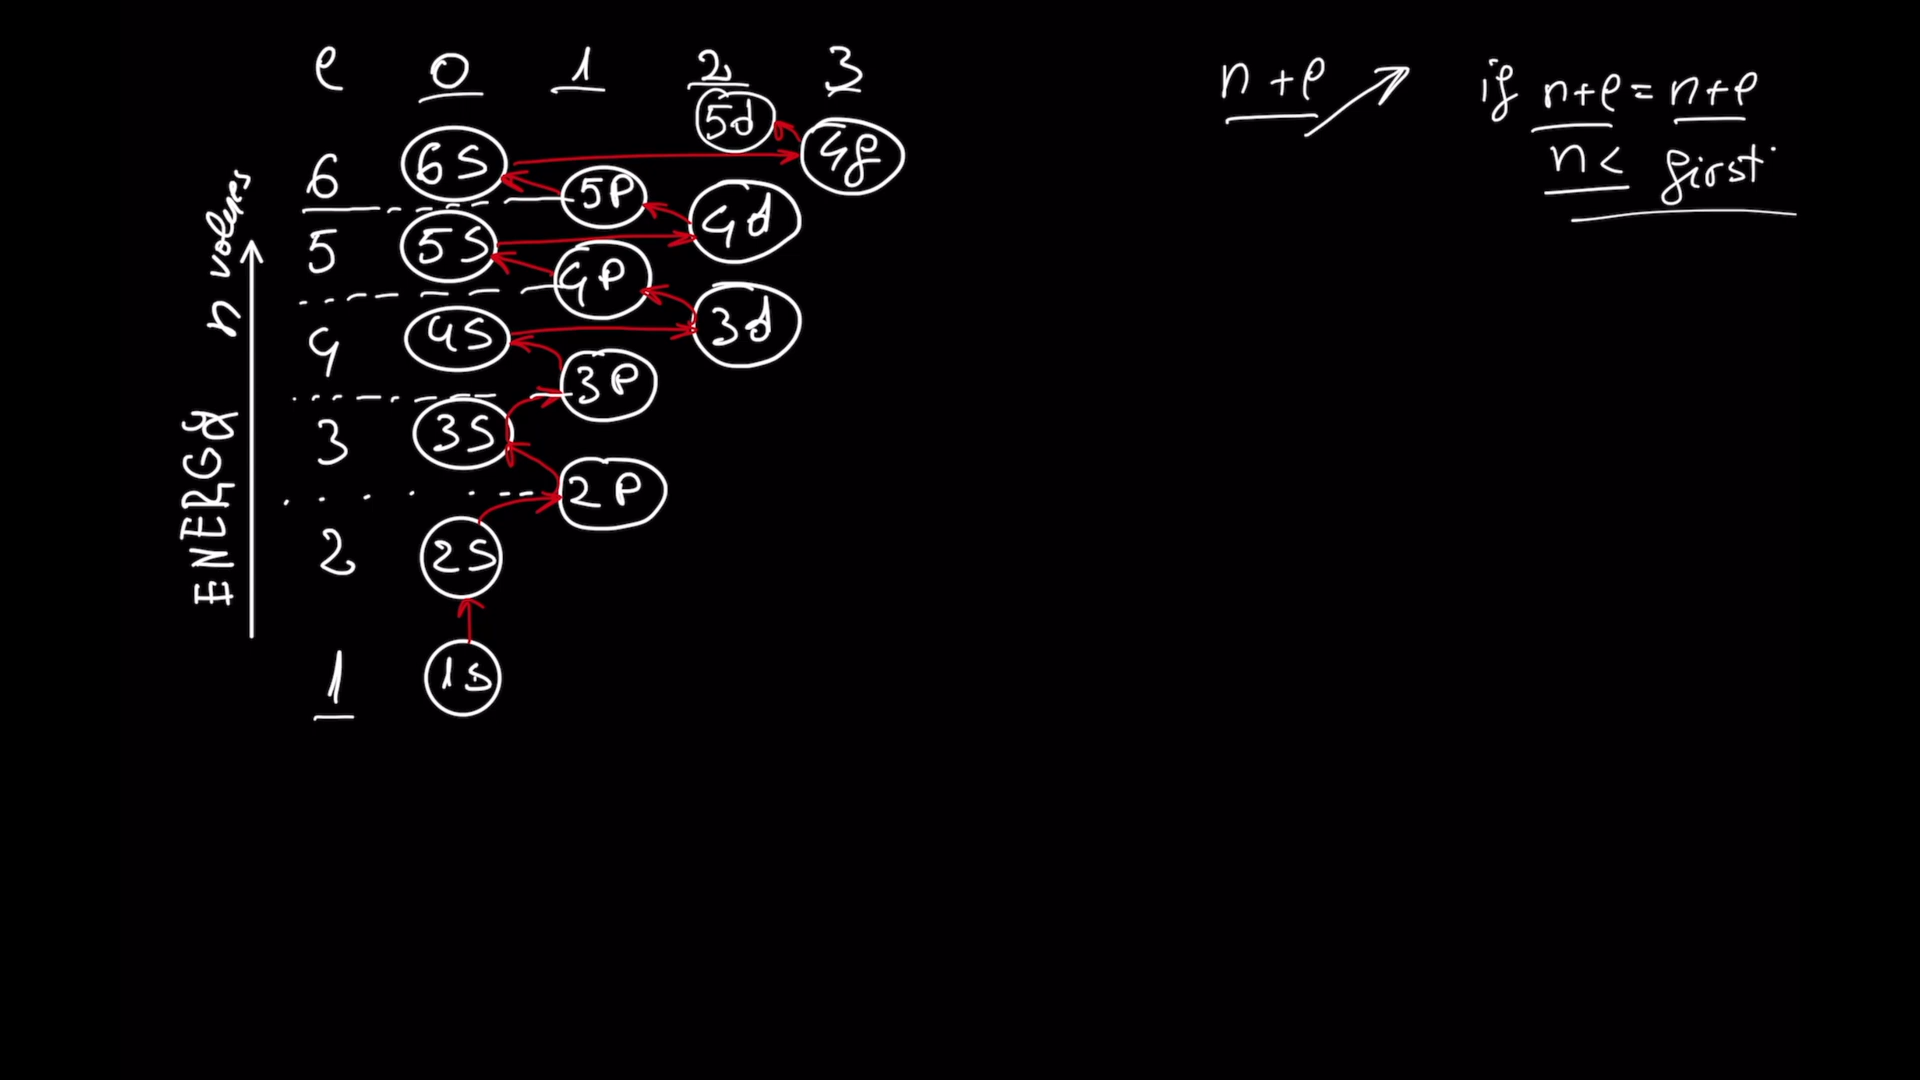 ℓ 0 1 2 3
n+ℓ if n+ℓ = n+ℓ
n< first
5d
6 6s 4f
5p
4d
5 5s
4p
4 4s 3d
3p
3 3s
2p
2 2s
1 1s
ENERGY n values